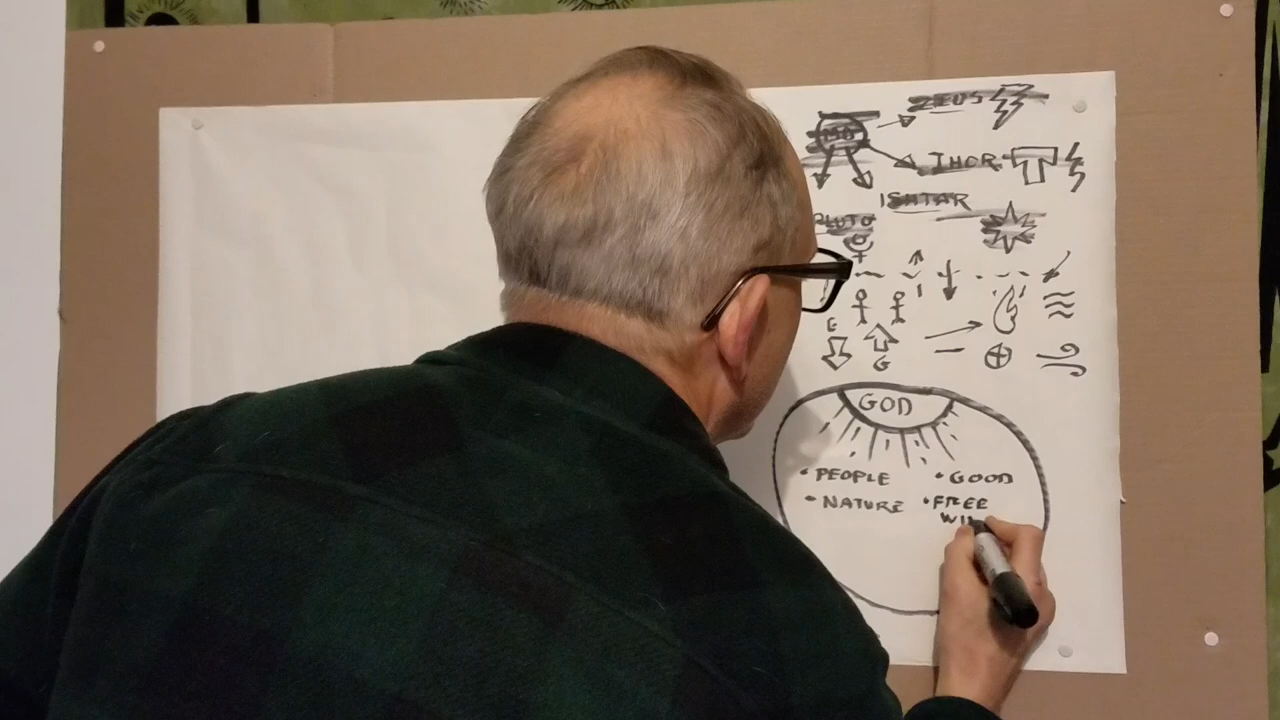 ZEUS
THOR
ISHTAR
PLUTO
E
G
GOD
• PEOPLE
• GOOD
• NATURE
• FREE